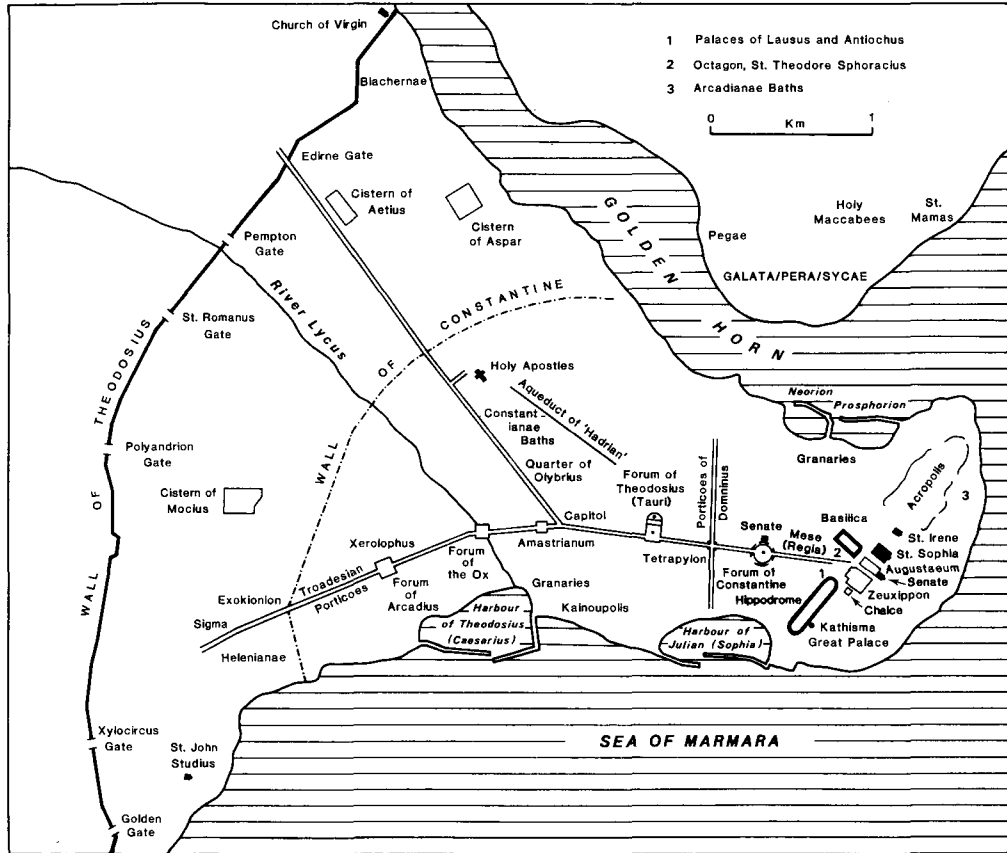 Church of Virgin
Blachernae
Edirne Gate
Cistern of
Aetius
Cistern
of Aspar
Pempton
Gate
River Lycus
St. Romanus
Gate
WALL OF THEODOSIUS
WALL OF CONSTANTINE
GOLDEN HORN
1 Palaces of Lausus and Antiochus
2 Octagon, St. Theodore Sphoracius
3 Arcadianae Baths
0 1
Km
Pegae
Holy
Maccabees
St.
Mamas
GALATA/PERA/SYCAE
Holy Apostles
Aqueduct of 'Hadrian'
Constant-
ianae
Baths
Quarter of
Olybrius
Neorion
Prosphorion
Granaries
Acropolis
3
Polyandrion
Gate
Cistern of
Mocius
Forum of
Theodosius
(Tauri)
Porticoes of
Domninus
Capitol
Amastrianum
Tetrapylon
Senate
Mese
(Regia)
Basilica
2
St. Irene
St. Sophia
Augustaeum
Senate
Zeuxippon
Chalce
Forum of
Constantine
1
Hippodrome
Kathisma
Great Palace
Xerolophus
Forum
of
the Ox
Troadesian
Porticoes
Forum
of
Arcadius
Exokionion
Sigma
Helenianae
Granaries
Kainoupolis
Harbour
of Theodosius
(Caesarius)
Harbour of
Julian (Sophia)
SEA OF MARMARA
Xylocircus
Gate
St. John
Studius
Golden
Gate